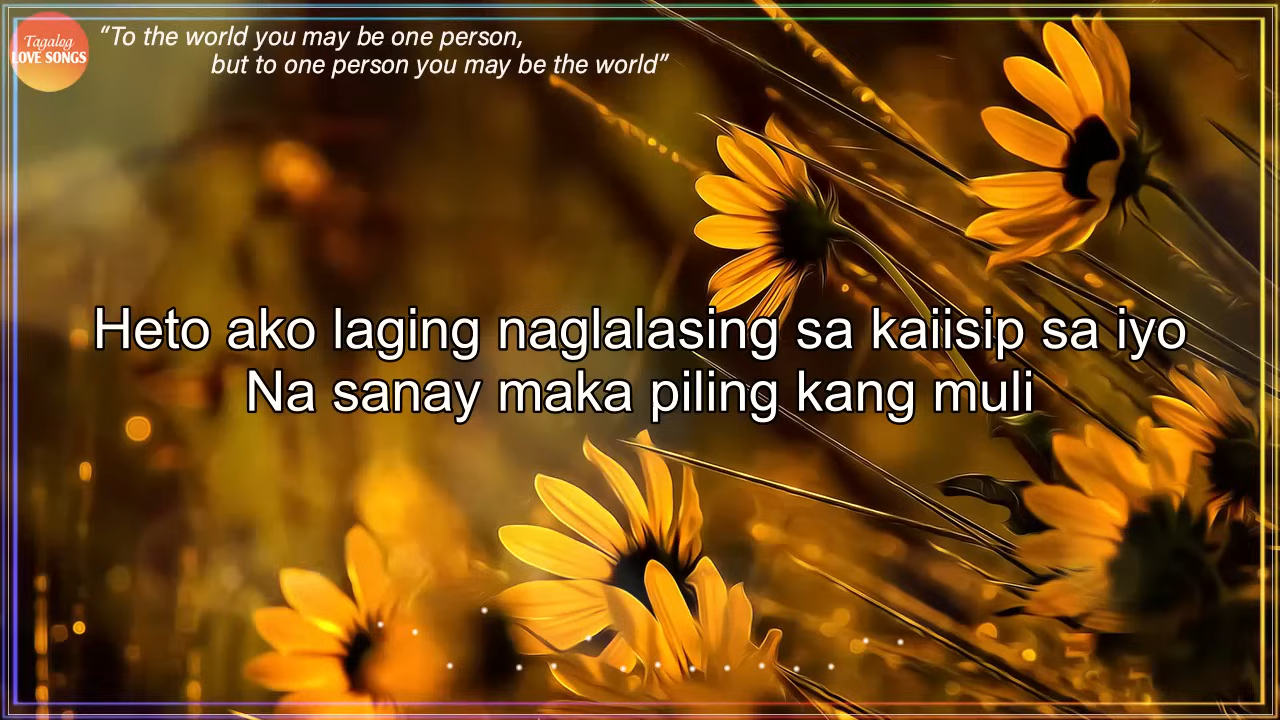 Tagalog
LOVE SONGS
“To the world you may be one person,
but to one person you may be the world”
Heto ako laging naglalasing sa kaiisip sa iyo
Na sanay maka piling kang muli